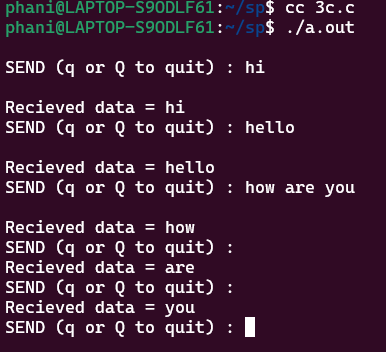 phani@LAPTOP-S9ODLF61:~/sp$ cc 3c.c
phani@LAPTOP-S9ODLF61:~/sp$ ./a.out
SEND (q or Q to quit) : hi
Recieved data = hi
SEND (q or Q to quit) : hello
Recieved data = hello
SEND (q or Q to quit) : how are you
Recieved data = how
SEND (q or Q to quit) :
Recieved data = are
SEND (q or Q to quit) :
Recieved data = you
SEND (q or Q to quit) :